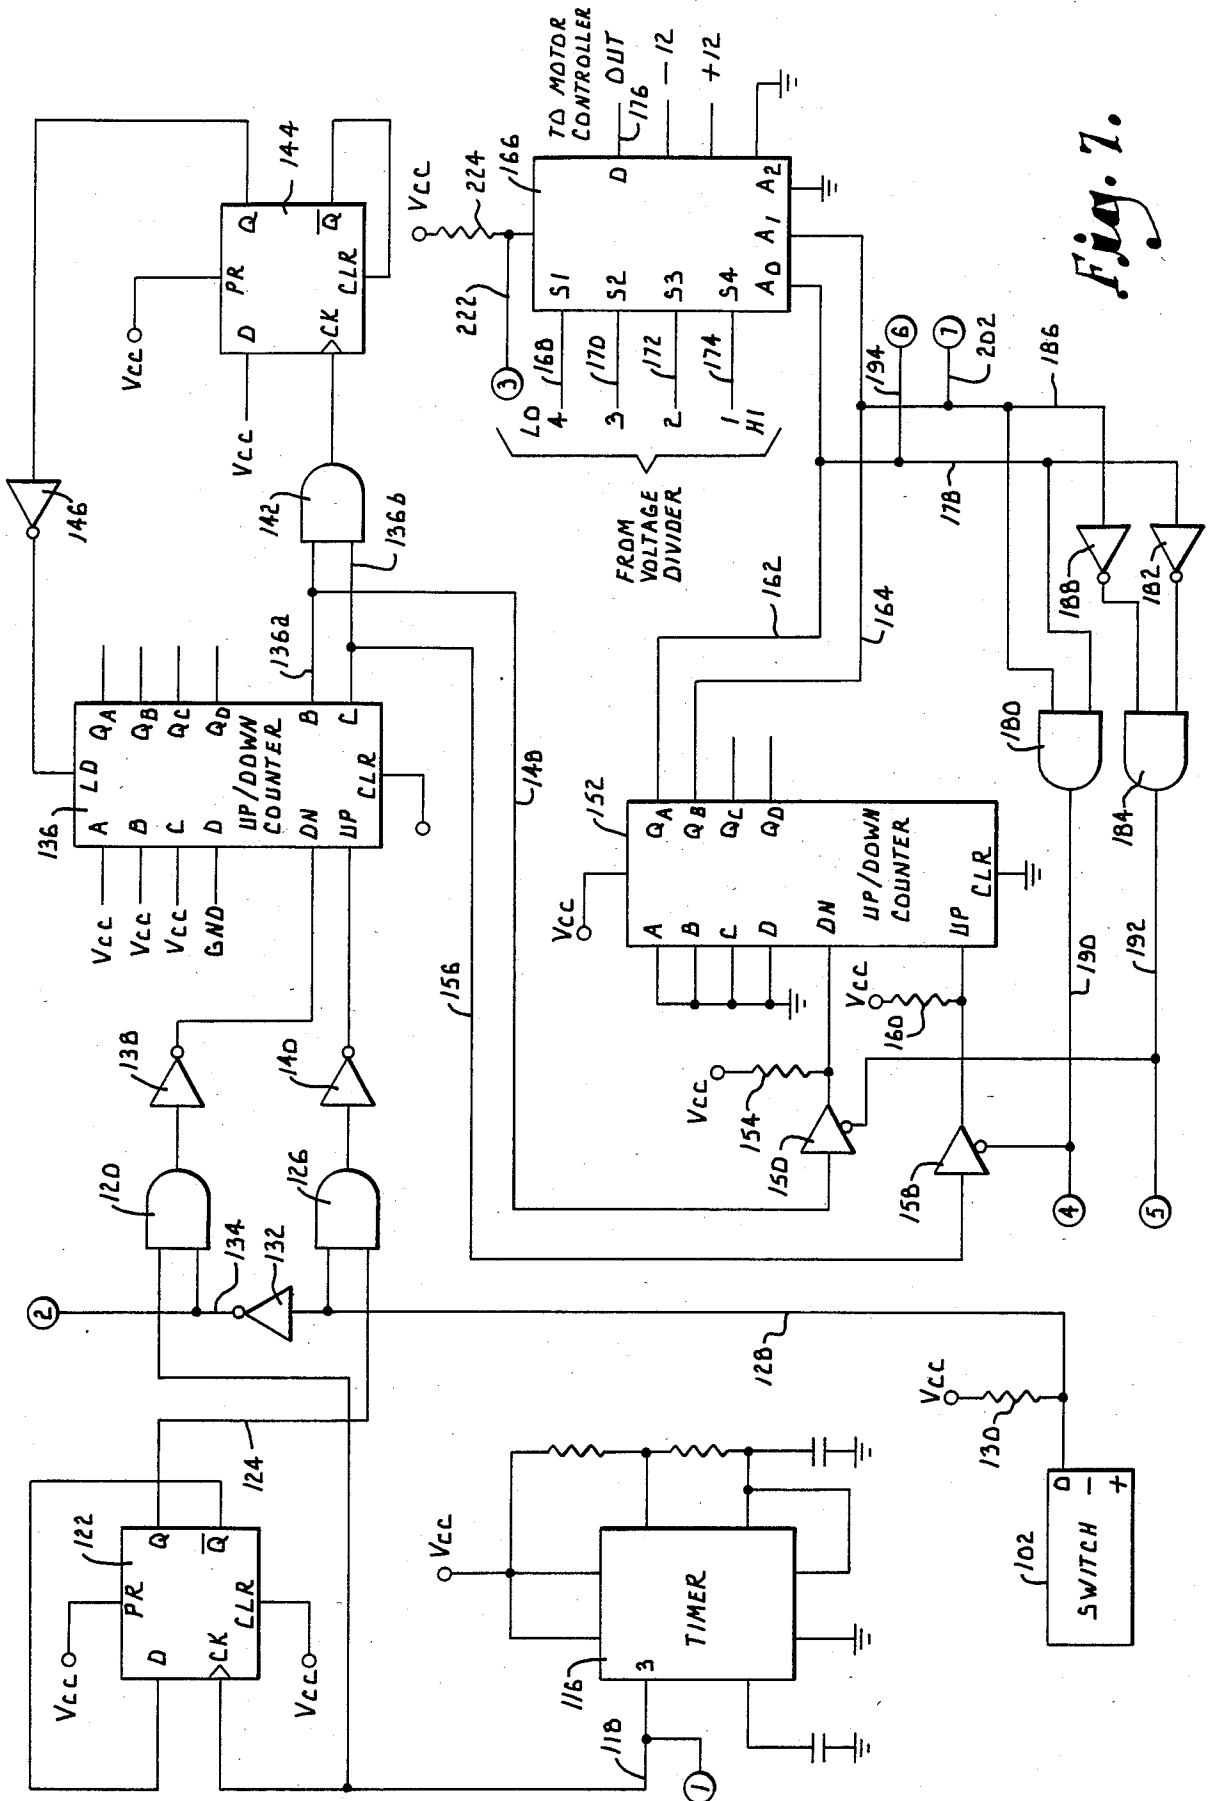 2
VCC
122
PR
D
Q
CK
Q
CLR
VCC
124
120
134
132
126
138
140
136
LD
A
B
C
D
QA
QB
QC
QD
UP/DOWN
COUNTER
DN
UP
B
C
CLR
VCC
VCC
VCC
GND
136a
136b
146
142
144
VCC
PR
D
Q
CK
Q
CLR
VCC
VCC
116
3
TIMER
118
1
128
VCC
130
102
SWITCH
0
−
+
148
156
152
VCC
A
B
C
D
QA
QB
QC
QD
DN
UP/DOWN
COUNTER
UP
CLR
VCC
154
150
VCC
160
158
4
5
190
192
162
164
180
184
188
182
178
186
194
6
7
202
FROM
VOLTAGE
DIVIDER
LO
4
3
2
1
HI
168
170
172
174
3
222
VCC
224
166
S1
S2
S3
S4
D
A0
A1
A2
TO MOTOR
CONTROLLER
OUT
176
−12
+12
Fig. 7.